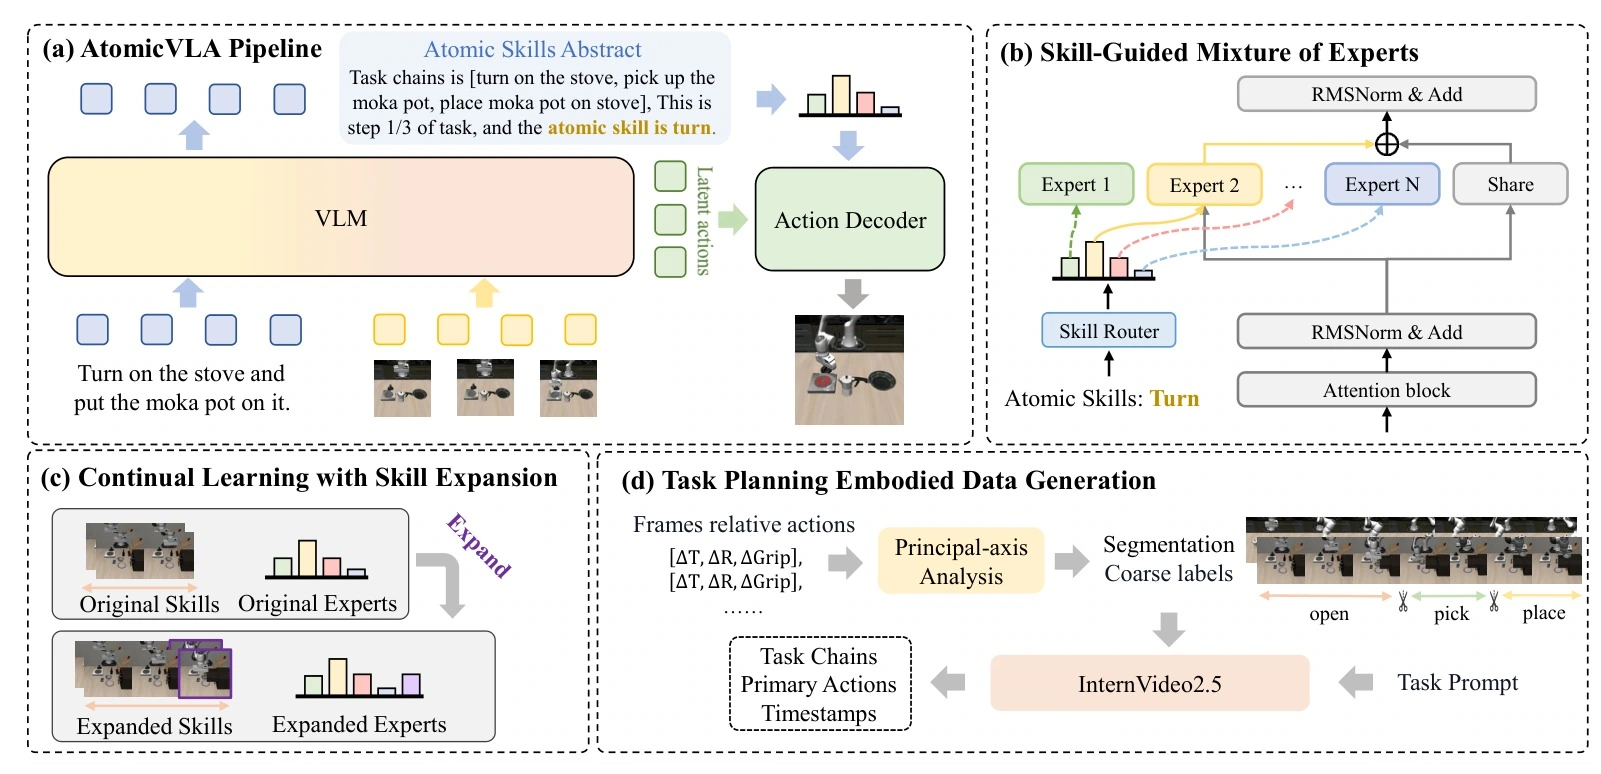 (a) AtomicVLA Pipeline
Atomic Skills Abstract
Task chains is [turn on the stove, pick up the
moka pot, place moka pot on stove], This is
step 1/3 of task, and the atomic skill is turn.
VLM
Latent actions
Action Decoder
Turn on the stove and
put the moka pot on it.
(b) Skill-Guided Mixture of Experts
RMSNorm & Add
Expert 1
Expert 2
...
Expert N
Share
Skill Router
RMSNorm & Add
Atomic Skills: Turn
Attention block
(c) Continual Learning with Skill Expansion
Expand
Original Skills
Original Experts
Expanded Skills
Expanded Experts
(d) Task Planning Embodied Data Generation
Frames relative actions
[ΔT, ΔR, ΔGrip],
[ΔT, ΔR, ΔGrip],
……
Principal-axis
Analysis
Segmentation
Coarse labels
open
pick
place
Task Chains
Primary Actions
Timestamps
InternVideo2.5
Task Prompt